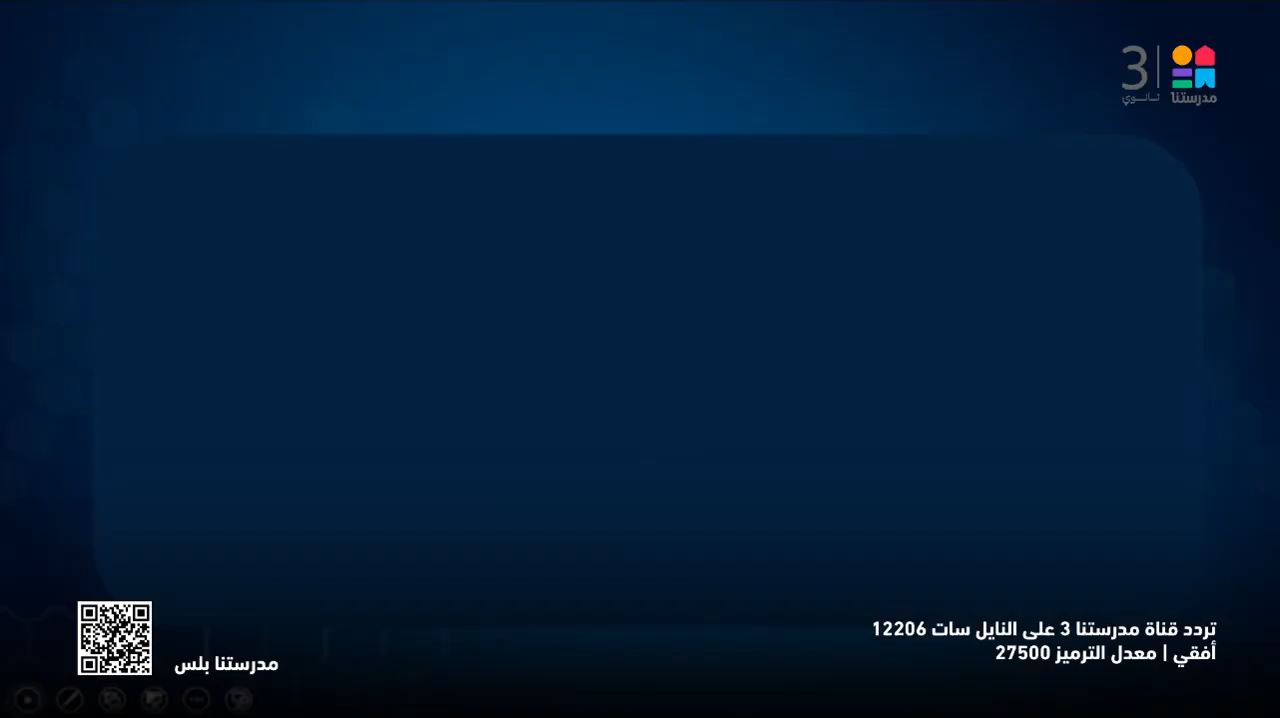 3
ثانوي
مدرستنا
تردد قناة مدرستنا 3 على النايل سات 12206
أفقي | معدل الترميز 27500
مدرستنا بلس